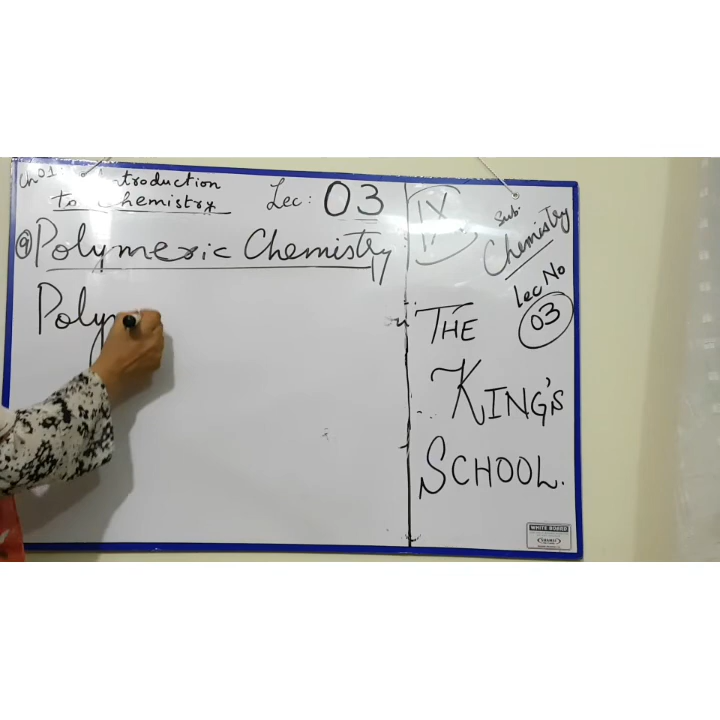 Ch 01: Introduction
to Chemistry
Lec: 03
9 Polymeric Chemistry
Poly
IX
Sub:
Chemistry
Lec No
03
THE
KING'S
SCHOOL.
WHITE BOARD